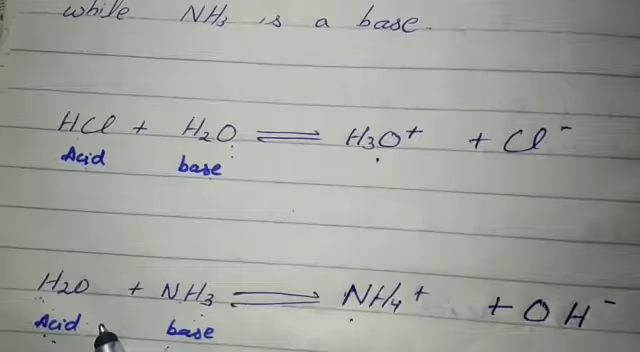 while NH₃ is a base.
HCl + H₂O ⇌ H₃O⁺ + Cl⁻
Acid base
H₂O + NH₃ ⇌ NH₄⁺ + OH⁻
Acid base